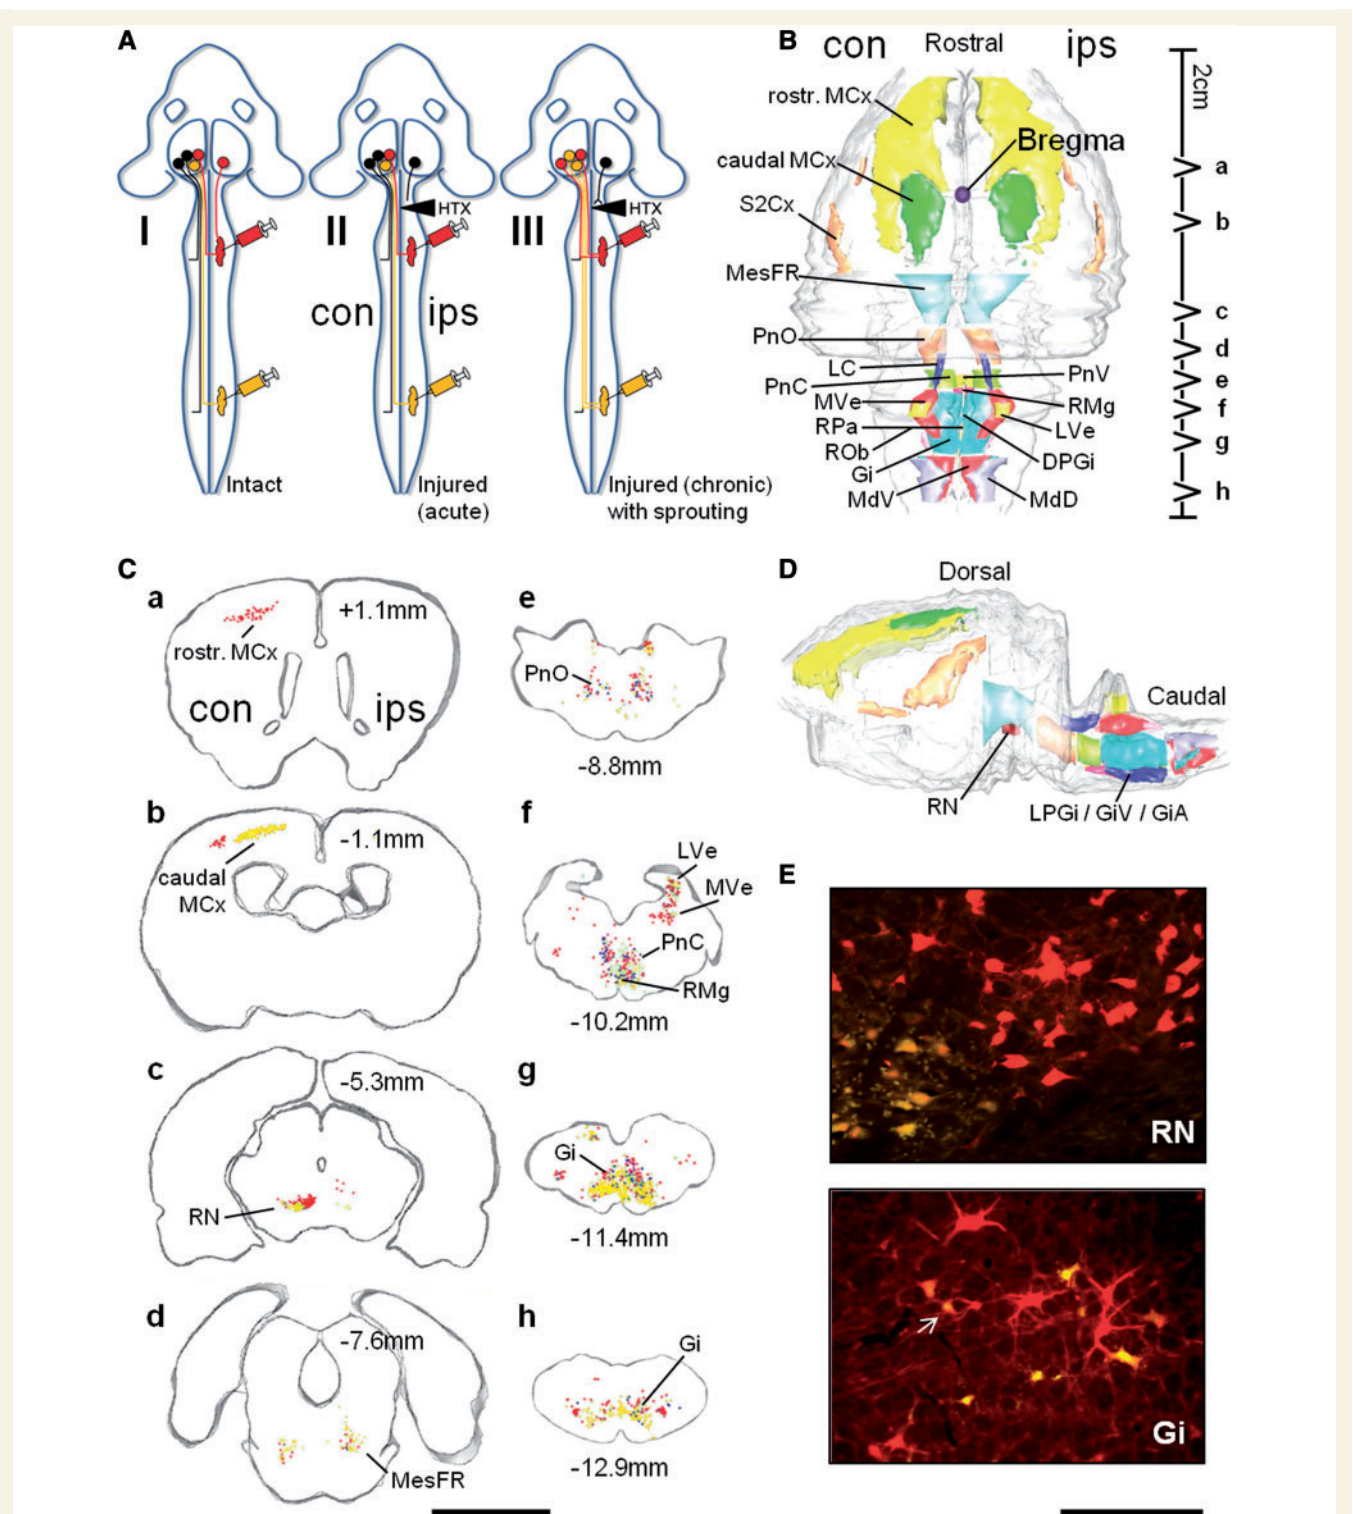 A
I
II
III
HTX
HTX
con
ips
Intact
Injured
(acute)
Injured (chronic)
with sprouting
B
con
Rostral
ips
2cm
rostr. MCx
Bregma
caudal MCx
S2Cx
MesFR
PnO
LC
PnC
PnV
MVe
RMg
RPa
LVe
ROb
DPGi
Gi
MdV
MdD
a
b
c
d
e
f
g
h
C
a
+1.1mm
rostr. MCx
con
ips
b
-1.1mm
caudal
MCx
c
-5.3mm
RN
d
-7.6mm
MesFR
e
PnO
-8.8mm
f
LVe
MVe
PnC
RMg
-10.2mm
g
Gi
-11.4mm
h
Gi
-12.9mm
D
Dorsal
Caudal
RN
LPGi / GiV / GiA
E
RN
Gi